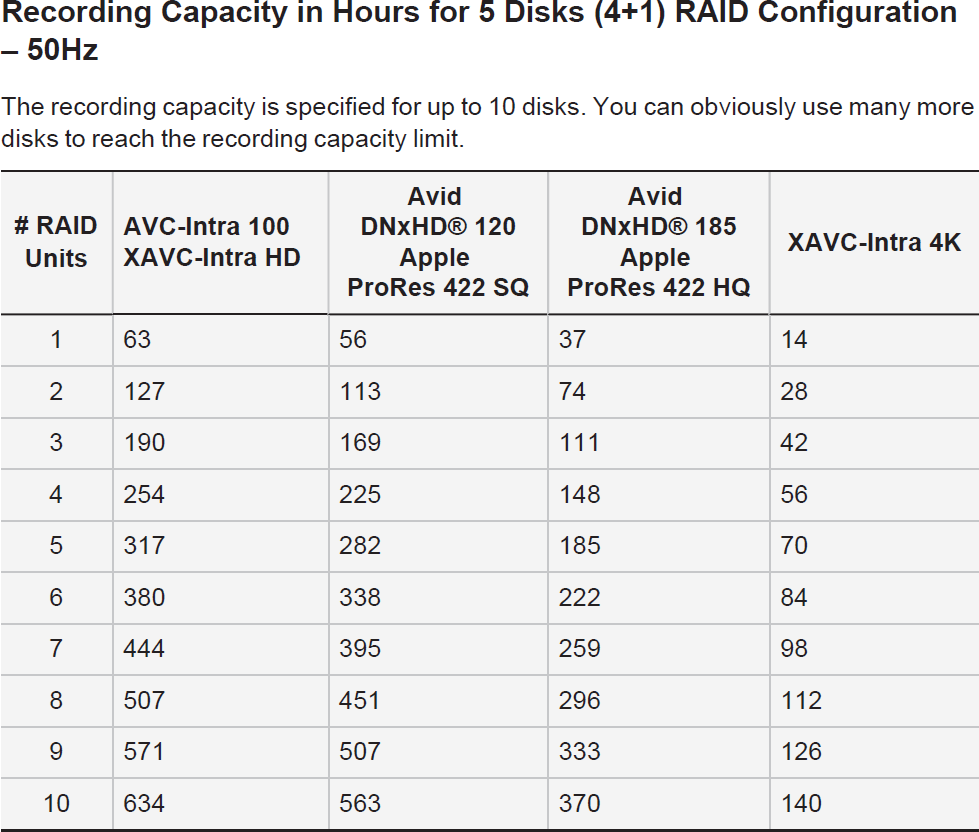 Recording Capacity in Hours for 5 Disks (4+1) RAID Configuration
– 50Hz
The recording capacity is specified for up to 10 disks. You can obviously use many more
disks to reach the recording capacity limit.
# RAID Units AVC-Intra 100 XAVC-Intra HD Avid DNxHD® 120 Apple ProRes 422 SQ Avid DNxHD® 185 Apple ProRes 422 HQ XAVC-Intra 4K
1 63 56 37 14
2 127 113 74 28
3 190 169 111 42
4 254 225 148 56
5 317 282 185 70
6 380 338 222 84
7 444 395 259 98
8 507 451 296 112
9 571 507 333 126
10 634 563 370 140